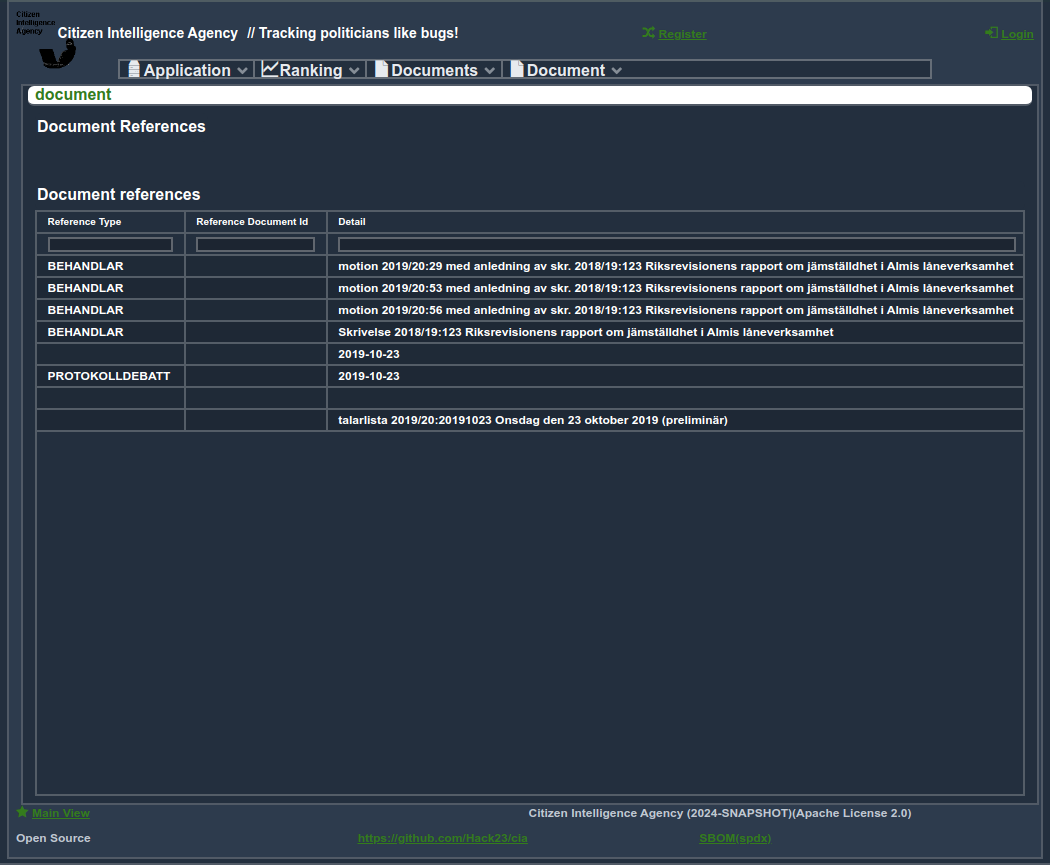 Citizen
Intelligence
Agency
Citizen Intelligence Agency // Tracking politicians like bugs!
Register
Login
Application
Ranking
Documents
Document
document
Document References
Document references
Reference Type Reference Document Id Detail
BEHANDLAR motion 2019/20:29 med anledning av skr. 2018/19:123 Riksrevisionens rapport om jämställdhet i Almis låneverksamhet
BEHANDLAR motion 2019/20:53 med anledning av skr. 2018/19:123 Riksrevisionens rapport om jämställdhet i Almis låneverksamhet
BEHANDLAR motion 2019/20:56 med anledning av skr. 2018/19:123 Riksrevisionens rapport om jämställdhet i Almis låneverksamhet
BEHANDLAR Skrivelse 2018/19:123 Riksrevisionens rapport om jämställdhet i Almis låneverksamhet
2019-10-23
PROTOKOLLDEBATT 2019-10-23
talarlista 2019/20:20191023 Onsdag den 23 oktober 2019 (preliminär)
Main View
Citizen Intelligence Agency (2024-SNAPSHOT)(Apache License 2.0)
Open Source
https://github.com/Hack23/cia
SBOM(spdx)